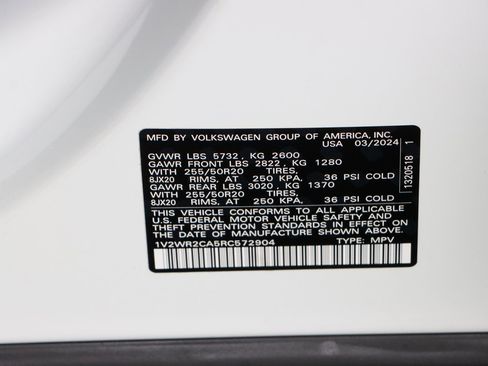 MFD BY VOLKSWAGEN GROUP OF AMERICA, INC.
USA 03/2024
GVWR LBS 5732, KG 2600
GAWR FRONT LBS 2822, KG 1280
WITH 255/50R20 TIRES,
8JX20 RIMS, AT 250 KPA, 36 PSI COLD
GAWR REAR LBS 3020, KG 1370
WITH 255/50R20 TIRES,
8JX20 RIMS, AT 250 KPA, 36 PSI COLD
THIS VEHICLE CONFORMS TO ALL APPLICABLE
U.S. FEDERAL MOTOR VEHICLE SAFETY AND
THEFT PREVENTION STANDARDS IN EFFECT ON
THE DATE OF MANUFACTURE SHOWN ABOVE.
1V2WR2CA5RC572904 TYPE: MPV
1320518 1